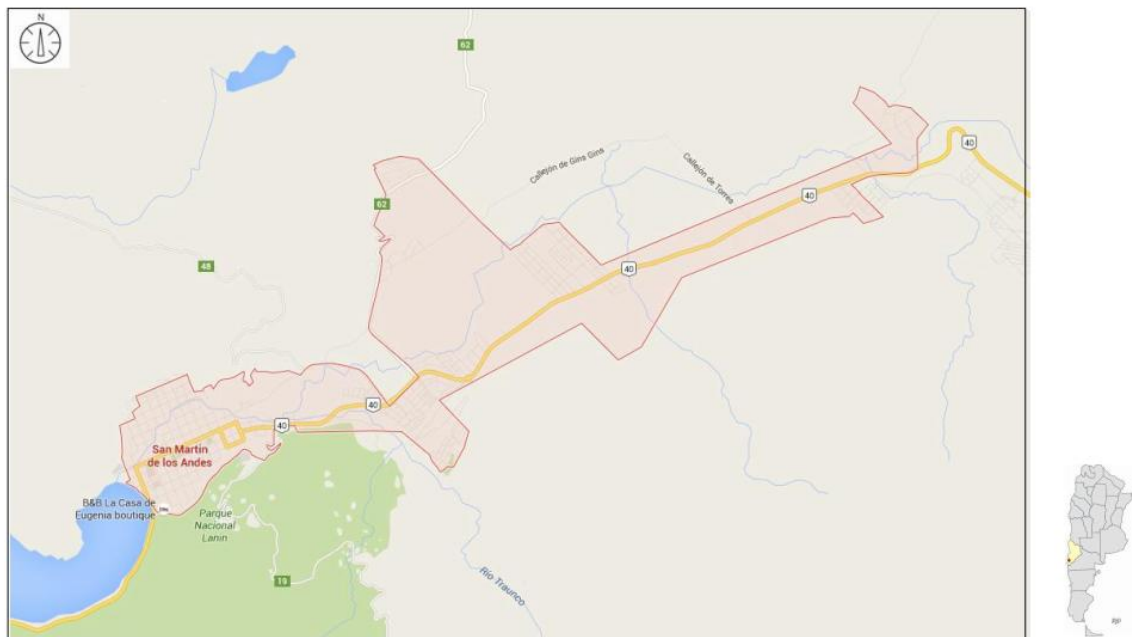 N
62
40
Callejón de Gins Gins
Callejón de Torres
40
62
48
40
40
40
San Martín
de los Andes
B&B La Casa de
Eugenia boutique
Parque
Nacional
Lanín
19
Río Traunco